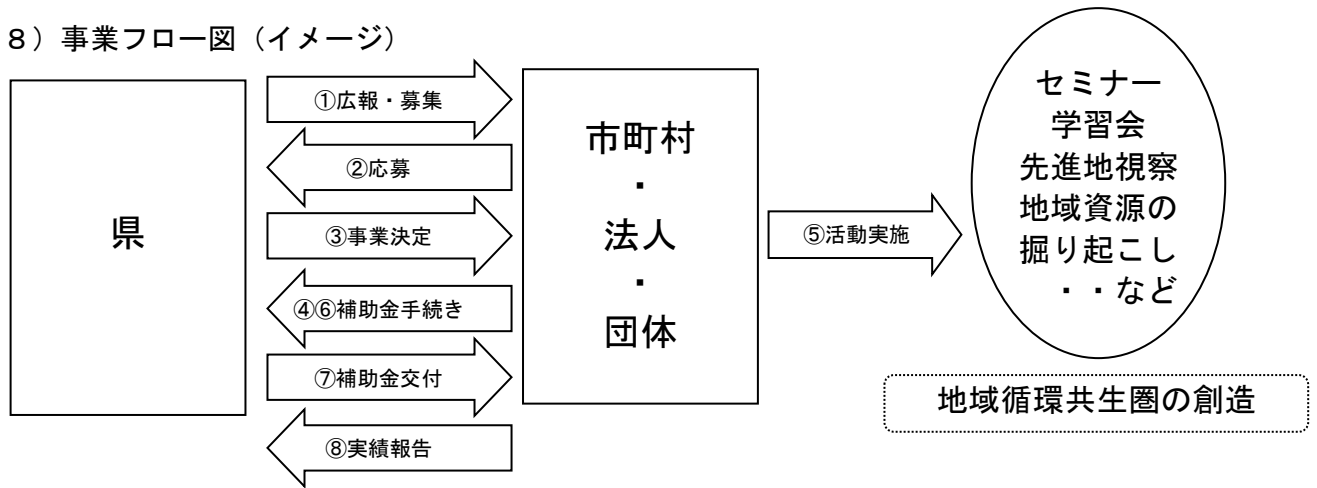 8）事業フロー図（イメージ）
県
①広報・募集
②応募
③事業決定
④⑥補助金手続き
⑦補助金交付
⑧実績報告
市町村
・
法人
・
団体
⑤活動実施
セミナー
学習会
先進地視察
地域資源の
掘り起こし
・・など
地域循環共生圏の創造